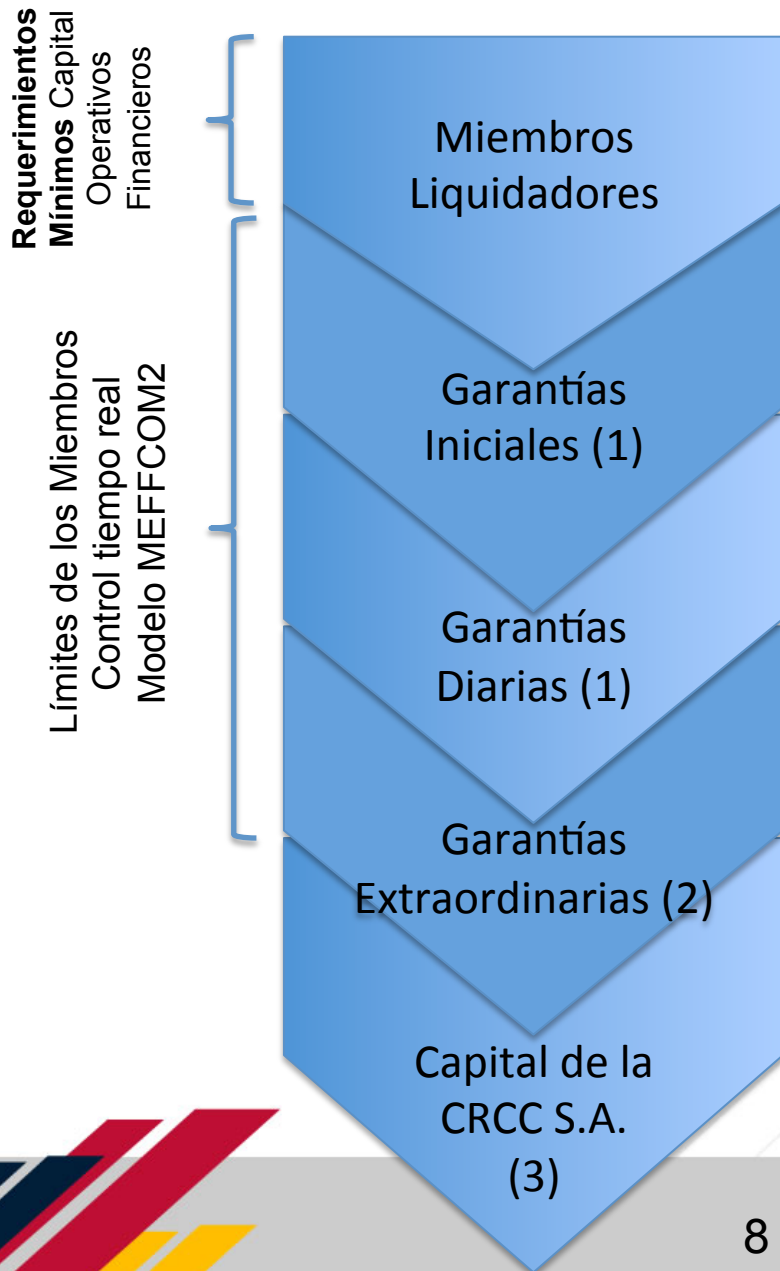 Requerimientos
Mínimos Capital
Operativos
Financieros
Límites de los Miembros
Control tiempo real
Modelo MEFFCOM2
Miembros
Liquidadores
Garantías
Iniciales (1)
Garantías
Diarias (1)
Garantías
Extraordinarias (2)
Capital de la
CRCC S.A.
(3)
8